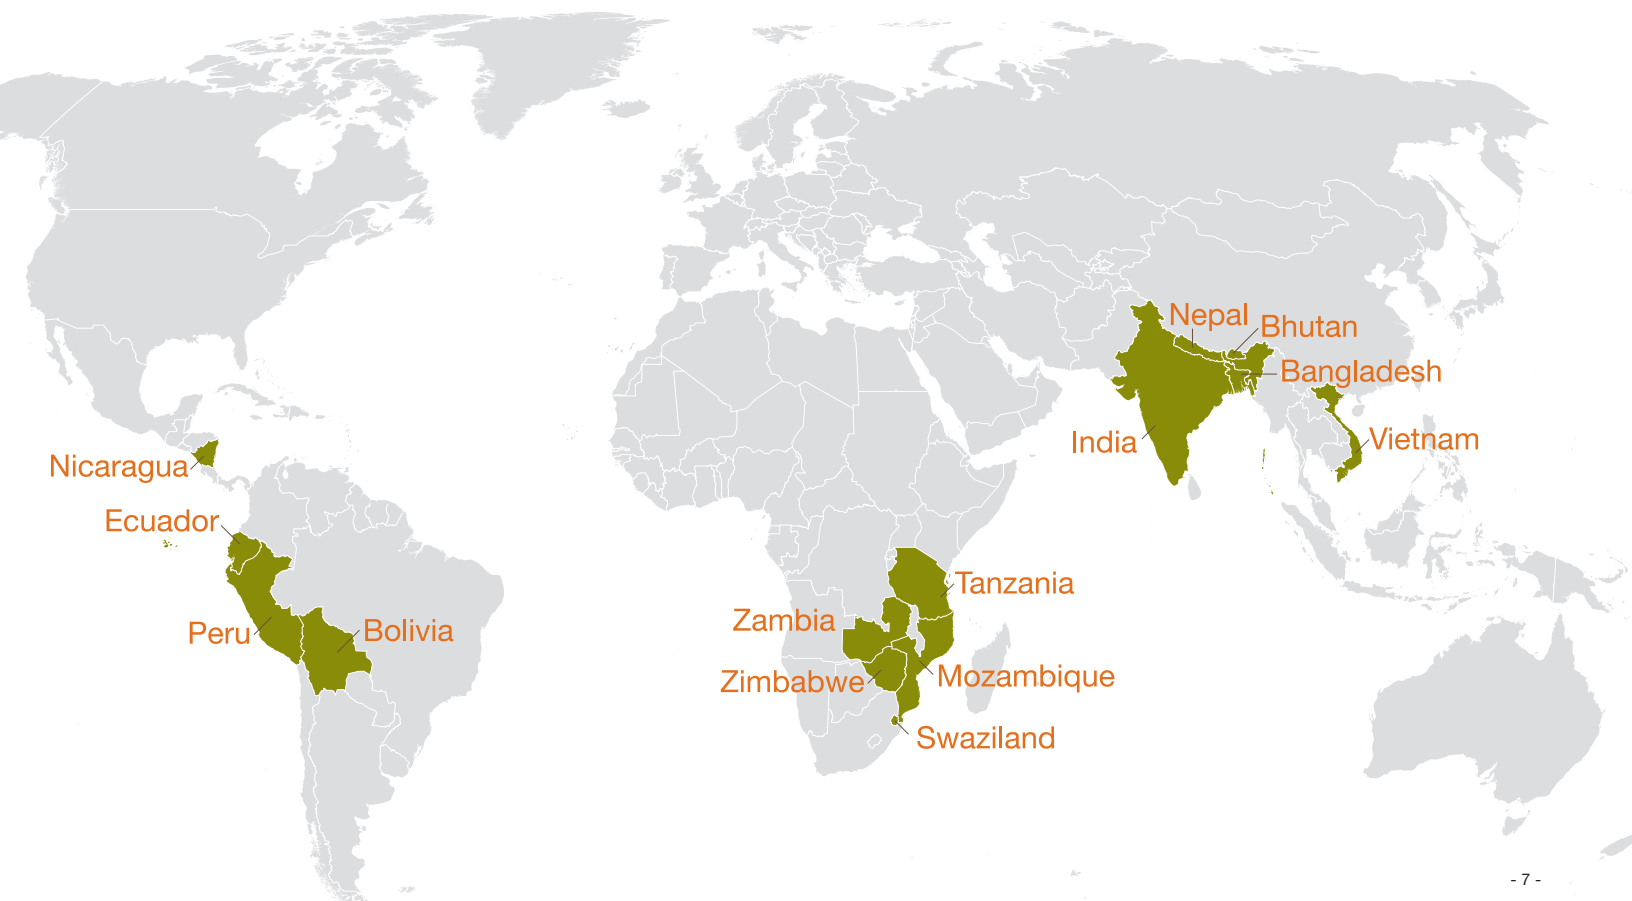 Nepal
Bhutan
Bangladesh
India
Vietnam
Nicaragua
Ecuador
Peru
Bolivia
Tanzania
Zambia
Zimbabwe
Mozambique
Swaziland
- 7 -